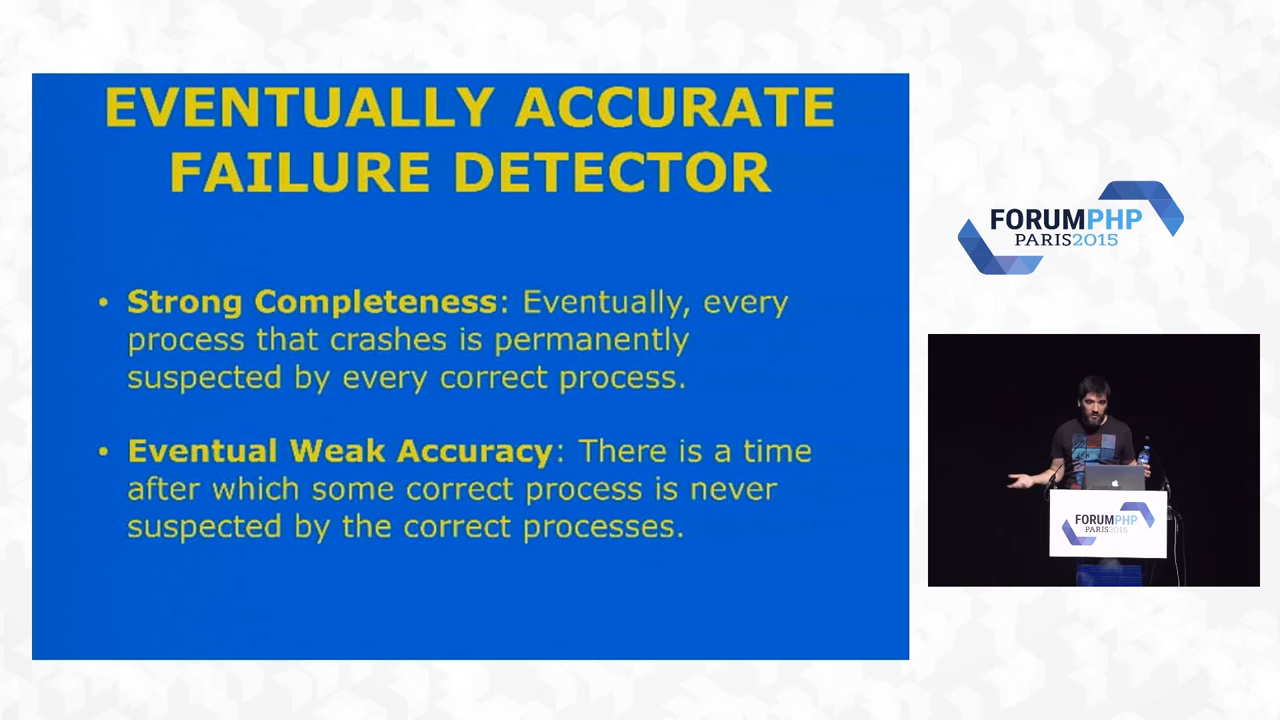 EVENTUALLY ACCURATE
FAILURE DETECTOR
• Strong Completeness: Eventually, every
process that crashes is permanently
suspected by every correct process.
• Eventual Weak Accuracy: There is a time
after which some correct process is never
suspected by the correct processes.
FORUMPHP
PARIS2015
FORUMPHP
PARIS2015